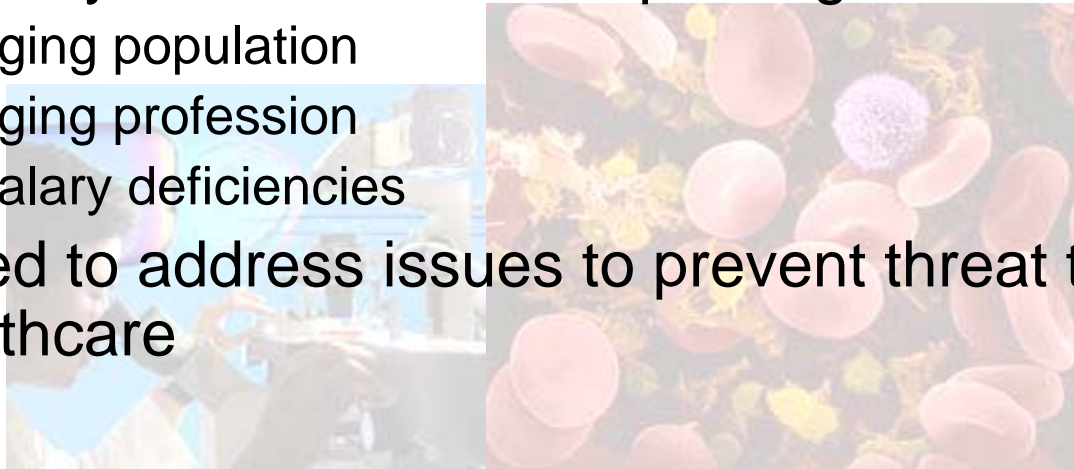 ging population
ging profession
alary deficiencies
ed to address issues to prevent threat t
thcare